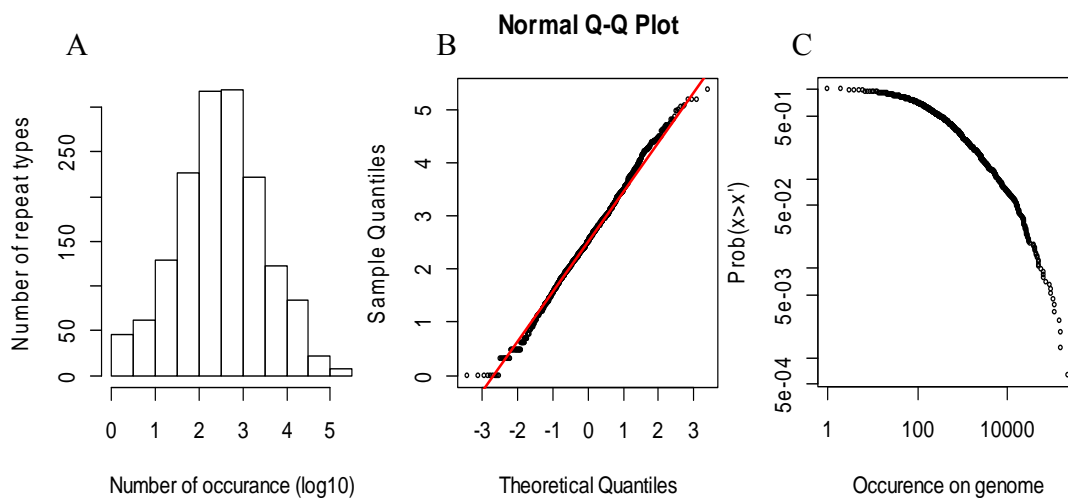 Normal Q-Q Plot
A
Number of repeat types
0 50 150 250
0 1 2 3 4 5
Number of occurance (log10)
B
Sample Quantiles
0 1 2 3 4 5
-3 -2 -1 0 1 2 3
Theoretical Quantiles
C
Prob(x>x')
5e-04 5e-03 5e-02 5e-01
1 100 10000
Occurence on genome